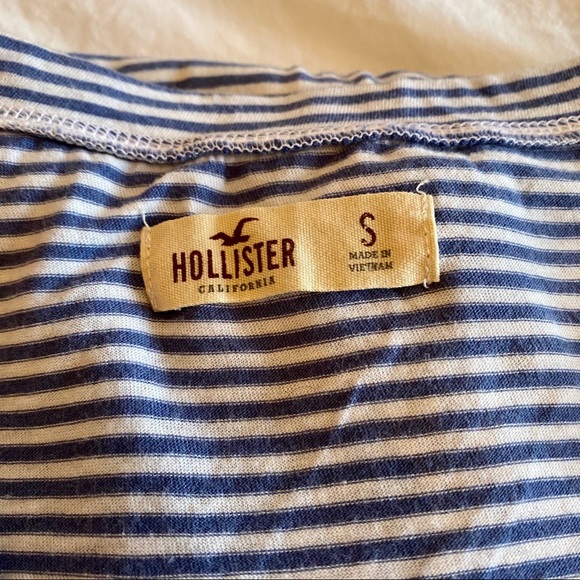 HOLLISTER
CALIFORNIA
S
MADE IN
VIETNAM